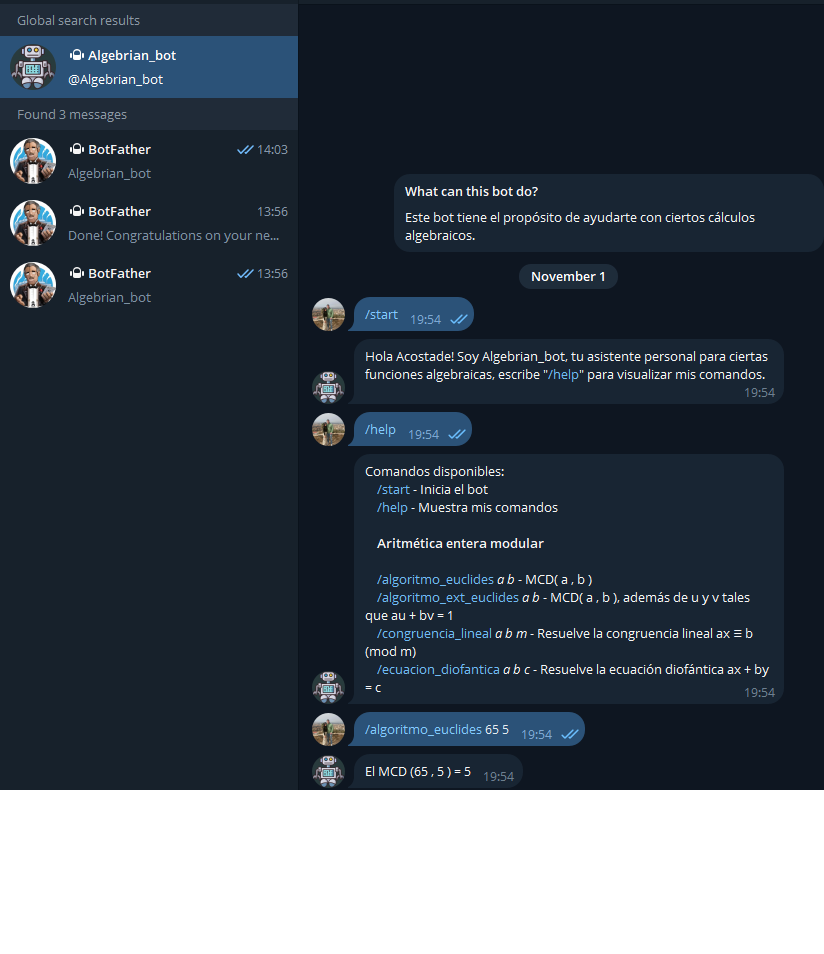 Global search results
Algebrian_bot
@Algebrian_bot
Found 3 messages
BotFather 14:03
Algebrian_bot
BotFather 13:56
Done! Congratulations on your ne...
BotFather 13:56
Algebrian_bot
What can this bot do?
Este bot tiene el propósito de ayudarte con ciertos cálculos
algebraicos.
November 1
/start 19:54
Hola Acostade! Soy Algebrian_bot, tu asistente personal para ciertas
funciones algebraicas, escribe "/help" para visualizar mis comandos.
19:54
/help 19:54
Comandos disponibles:
/start - Inicia el bot
/help - Muestra mis comandos
Aritmética entera modular
/algoritmo_euclides a b - MCD( a , b )
/algoritmo_ext_euclides a b - MCD( a , b ), además de u y v tales
que au + bv = 1
/congruencia_lineal a b m - Resuelve la congruencia lineal ax ≡ b
(mod m)
/ecuacion_diofantica a b c - Resuelve la ecuación diofántica ax + by
= c
19:54
/algoritmo_euclides 65 5 19:54
El MCD (65 , 5 ) = 5 19:54